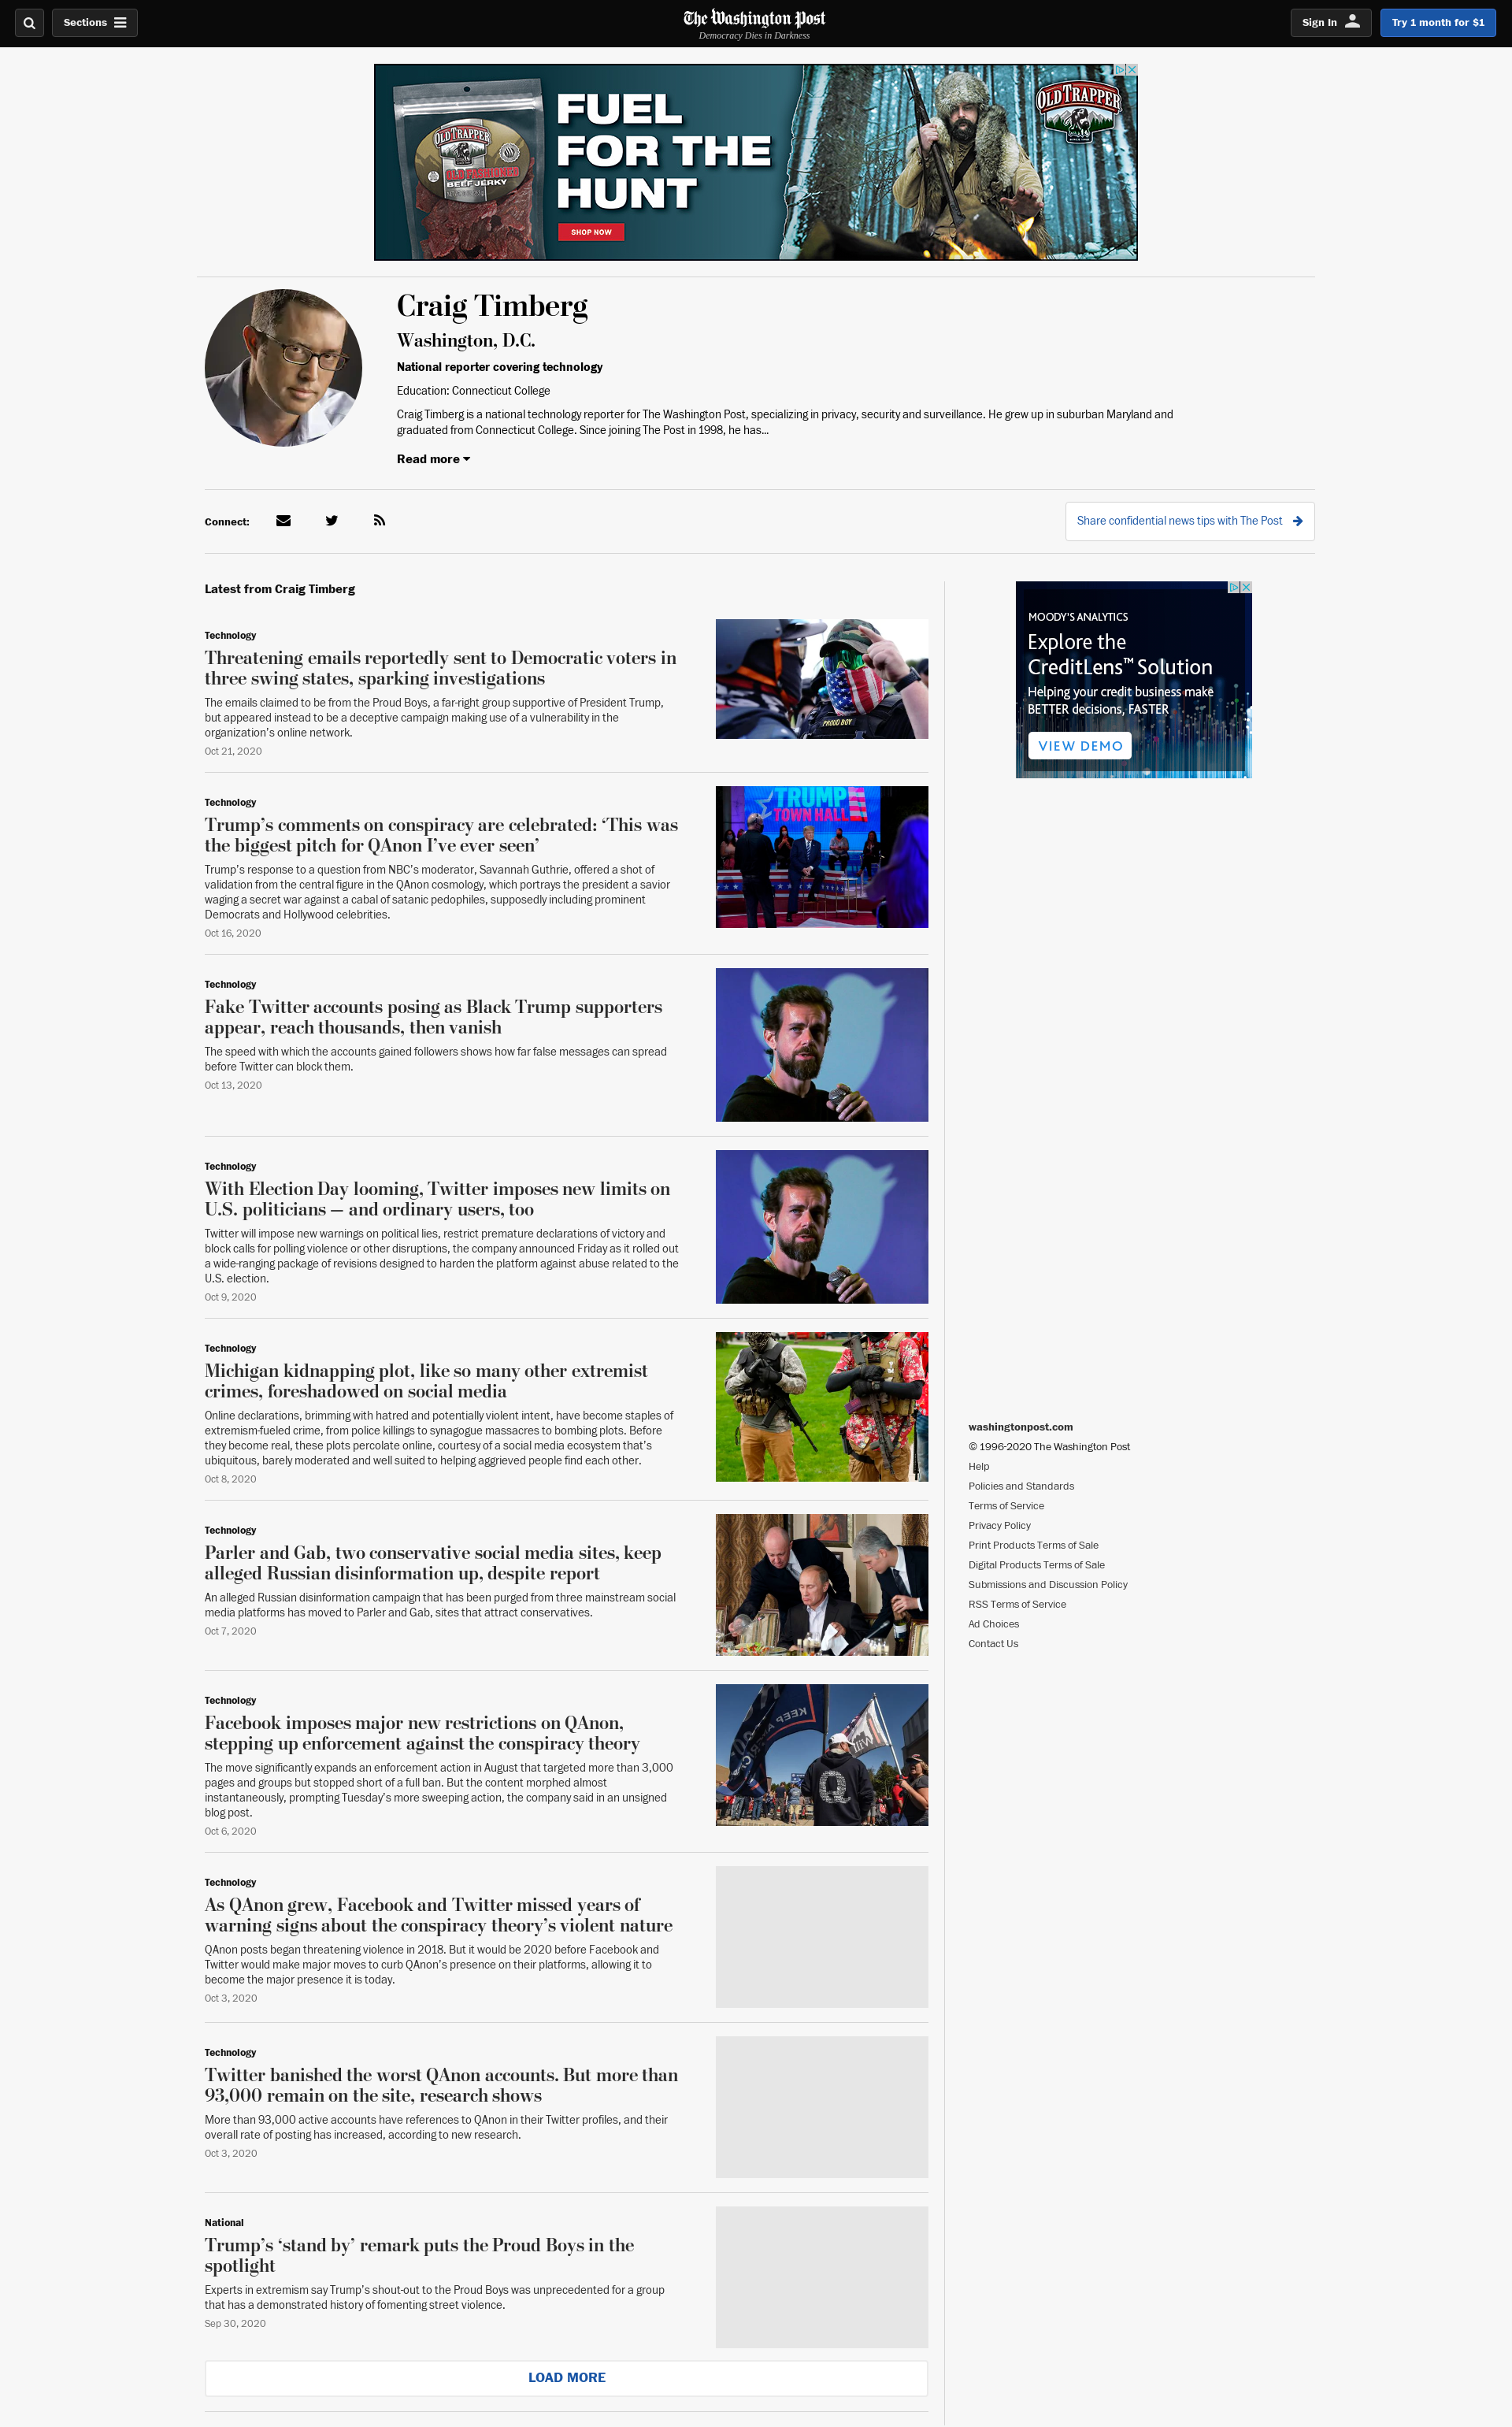 Sections
The Washington Post
Democracy Dies in Darkness
Sign In
Try 1 month for $1
OLD TRAPPER
OLD FASHIONED
BEEF JERKY
FUEL
FOR THE
HUNT
SHOP NOW
OLD TRAPPER
Craig Timberg
Washington, D.C.
National reporter covering technology
Education: Connecticut College
Craig Timberg is a national technology reporter for The Washington Post, specializing in privacy, security and surveillance. He grew up in suburban Maryland and
graduated from Connecticut College. Since joining The Post in 1998, he has...
Read more
Connect:
Share confidential news tips with The Post
Latest from Craig Timberg
Technology
Threatening emails reportedly sent to Democratic voters in
three swing states, sparking investigations
The emails claimed to be from the Proud Boys, a far-right group supportive of President Trump,
but appeared instead to be a deceptive campaign making use of a vulnerability in the
organization’s online network.
Oct 21, 2020
PROUD BOY
Technology
Trump’s comments on conspiracy are celebrated: ‘This was
the biggest pitch for QAnon I’ve ever seen’
Trump’s response to a question from NBC’s moderator, Savannah Guthrie, offered a shot of
validation from the central figure in the QAnon cosmology, which portrays the president a savior
waging a secret war against a cabal of satanic pedophiles, supposedly including prominent
Democrats and Hollywood celebrities.
Oct 16, 2020
TRUMP
TOWN HALL
Technology
Fake Twitter accounts posing as Black Trump supporters
appear, reach thousands, then vanish
The speed with which the accounts gained followers shows how far false messages can spread
before Twitter can block them.
Oct 13, 2020
Technology
With Election Day looming, Twitter imposes new limits on
U.S. politicians — and ordinary users, too
Twitter will impose new warnings on political lies, restrict premature declarations of victory and
block calls for polling violence or other disruptions, the company announced Friday as it rolled out
a wide-ranging package of revisions designed to harden the platform against abuse related to the
U.S. election.
Oct 9, 2020
Technology
Michigan kidnapping plot, like so many other extremist
crimes, foreshadowed on social media
Online declarations, brimming with hatred and potentially violent intent, have become staples of
extremism-fueled crime, from police killings to synagogue massacres to bombing plots. Before
they become real, these plots percolate online, courtesy of a social media ecosystem that’s
ubiquitous, barely moderated and well suited to helping aggrieved people find each other.
Oct 8, 2020
Technology
Parler and Gab, two conservative social media sites, keep
alleged Russian disinformation up, despite report
An alleged Russian disinformation campaign that has been purged from three mainstream social
media platforms has moved to Parler and Gab, sites that attract conservatives.
Oct 7, 2020
Technology
Facebook imposes major new restrictions on QAnon,
stepping up enforcement against the conspiracy theory
The move significantly expands an enforcement action in August that targeted more than 3,000
pages and groups but stopped short of a full ban. But the content morphed almost
instantaneously, prompting Tuesday’s more sweeping action, the company said in an unsigned
blog post.
Oct 6, 2020
KEEP
Q
Technology
As QAnon grew, Facebook and Twitter missed years of
warning signs about the conspiracy theory’s violent nature
QAnon posts began threatening violence in 2018. But it would be 2020 before Facebook and
Twitter would make major moves to curb QAnon’s presence on their platforms, allowing it to
become the major presence it is today.
Oct 3, 2020
Technology
Twitter banished the worst QAnon accounts. But more than
93,000 remain on the site, research shows
More than 93,000 active accounts have references to QAnon in their Twitter profiles, and their
overall rate of posting has increased, according to new research.
Oct 3, 2020
National
Trump’s ‘stand by’ remark puts the Proud Boys in the
spotlight
Experts in extremism say Trump’s shout-out to the Proud Boys was unprecedented for a group
that has a demonstrated history of fomenting street violence.
Sep 30, 2020
LOAD MORE
MOODY'S ANALYTICS
Explore the
CreditLens™ Solution
Helping your credit business make
BETTER decisions, FASTER
VIEW DEMO
washingtonpost.com
© 1996-2020 The Washington Post
Help
Policies and Standards
Terms of Service
Privacy Policy
Print Products Terms of Sale
Digital Products Terms of Sale
Submissions and Discussion Policy
RSS Terms of Service
Ad Choices
Contact Us